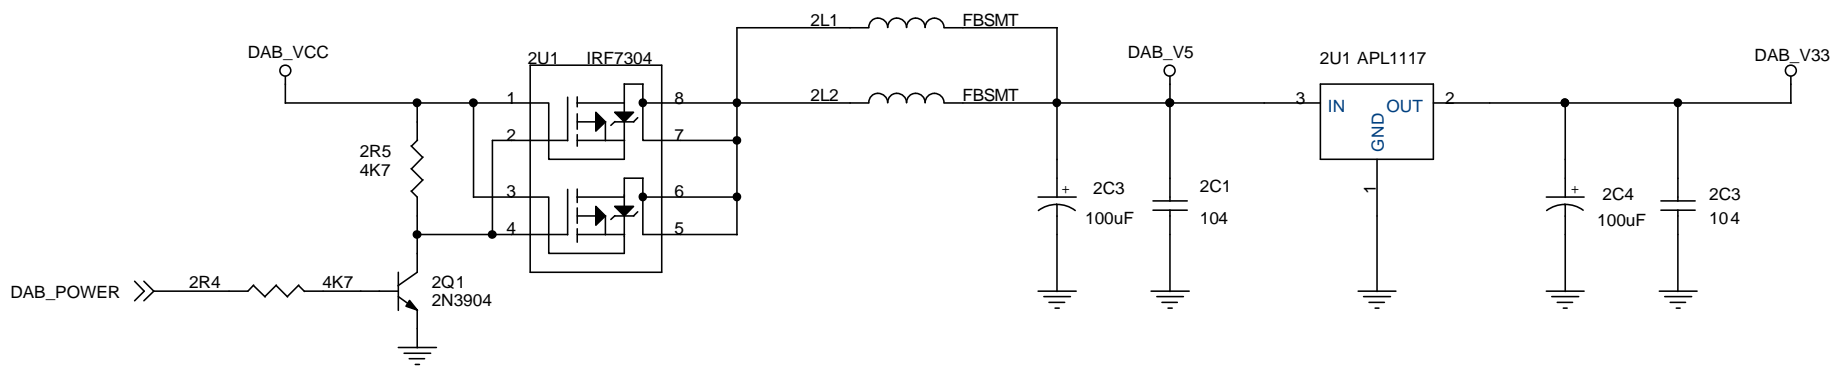 2L1 FBSMT
DAB_VCC
2U1 IRF7304
DAB_V5
2U1 APL1117
DAB_V33
1
8
2L2 FBSMT
3
IN
OUT
2
GND
1
2
7
2R5
4K7
3
6
4
5
+
2C3
100uF
2C1
104
+
2C4
100uF
2C3
104
DAB_POWER
2R4
4K7
2Q1
2N3904